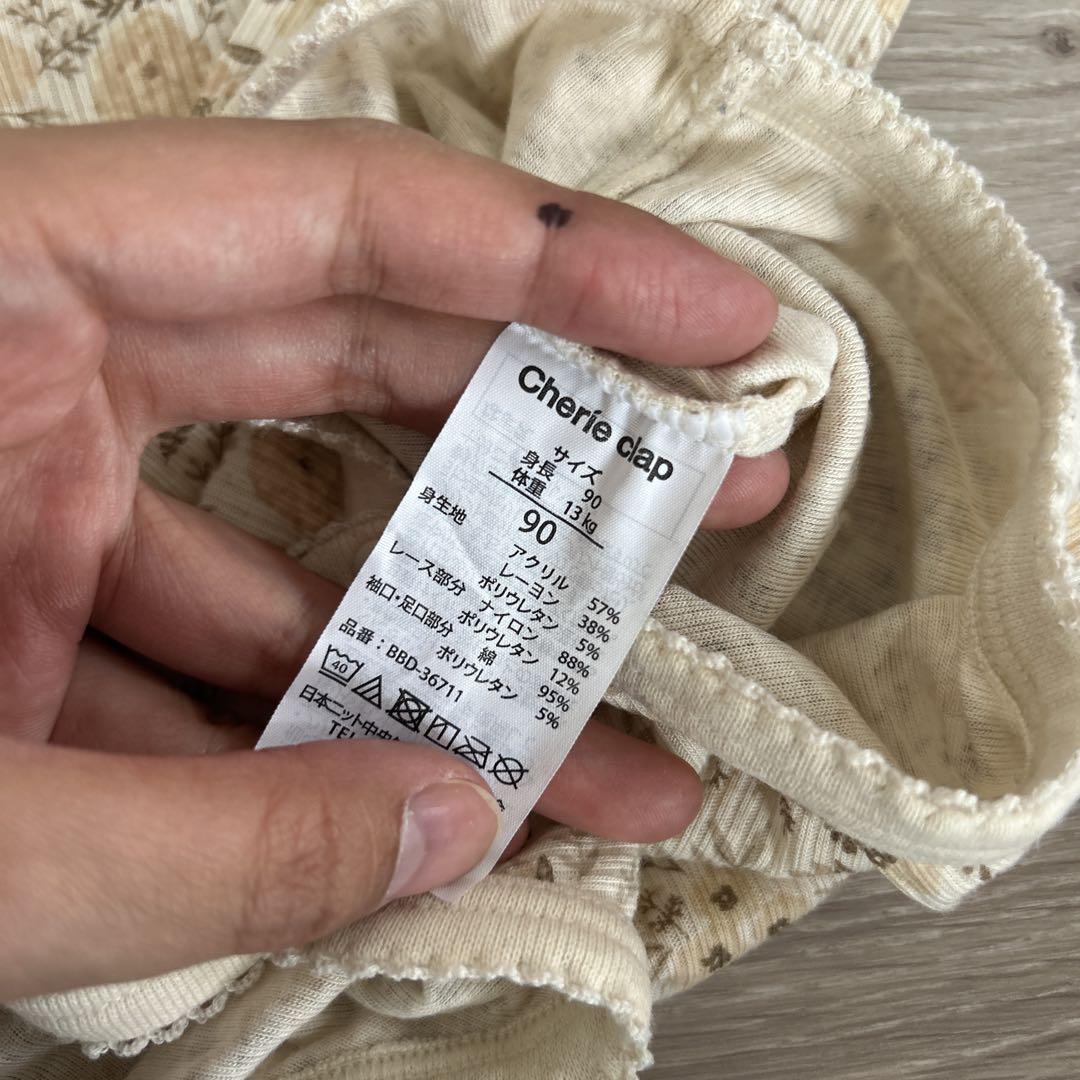 Cherie clap
サイズ
身長 90
体重 13kg
90
身生地 アクリル 57%
レーヨン 38%
ポリウレタン 5%
レース部分 ナイロン 88%
ポリウレタン 12%
袖口・足口部分 綿 95%
ポリウレタン 5%
品番:BBD-36711
40
日本ニット中央
TEL